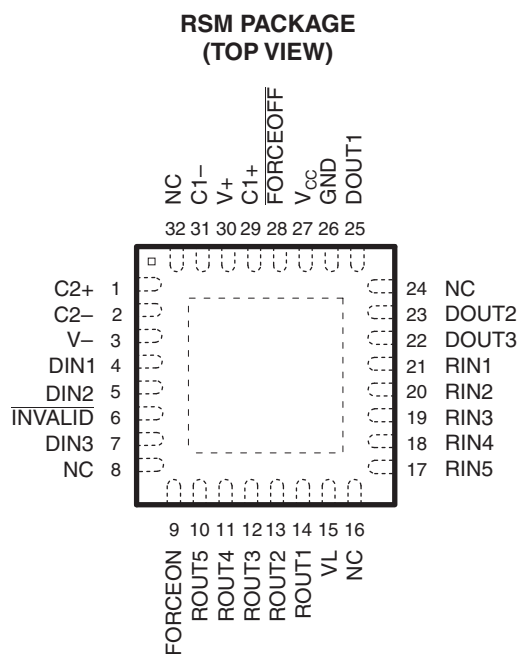 RSM PACKAGE
(TOP VIEW)
NC
C1–
V+
C1+
FORCEOFF
VCC
GND
DOUT1
32 31 30 29 28 27 26 25
C2+ 1
C2– 2
V– 3
DIN1 4
DIN2 5
INVALID 6
DIN3 7
NC 8
24 NC
23 DOUT2
22 DOUT3
21 RIN1
20 RIN2
19 RIN3
18 RIN4
17 RIN5
9 10 11 12 13 14 15 16
FORCEON
ROUT5
ROUT4
ROUT3
ROUT2
ROUT1
VL
NC